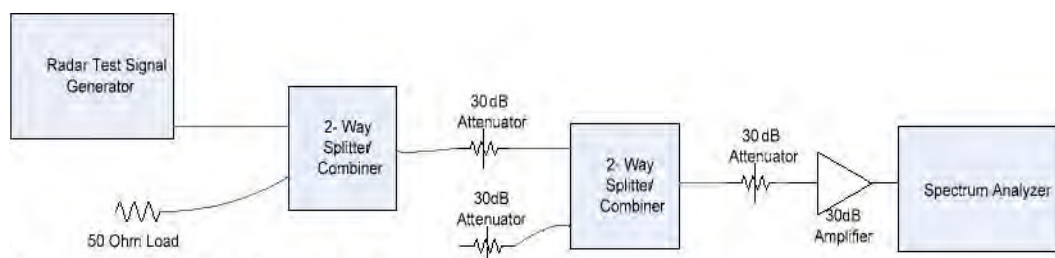 Radar Test Signal
Generator
50 Ohm Load
2- Way
Splitter/
Combiner
30dB
Attenuator
30dB
Attenuator
2- Way
Splitter/
Combiner
30dB
Attenuator
30dB
Amplifier
Spectrum Analyzer